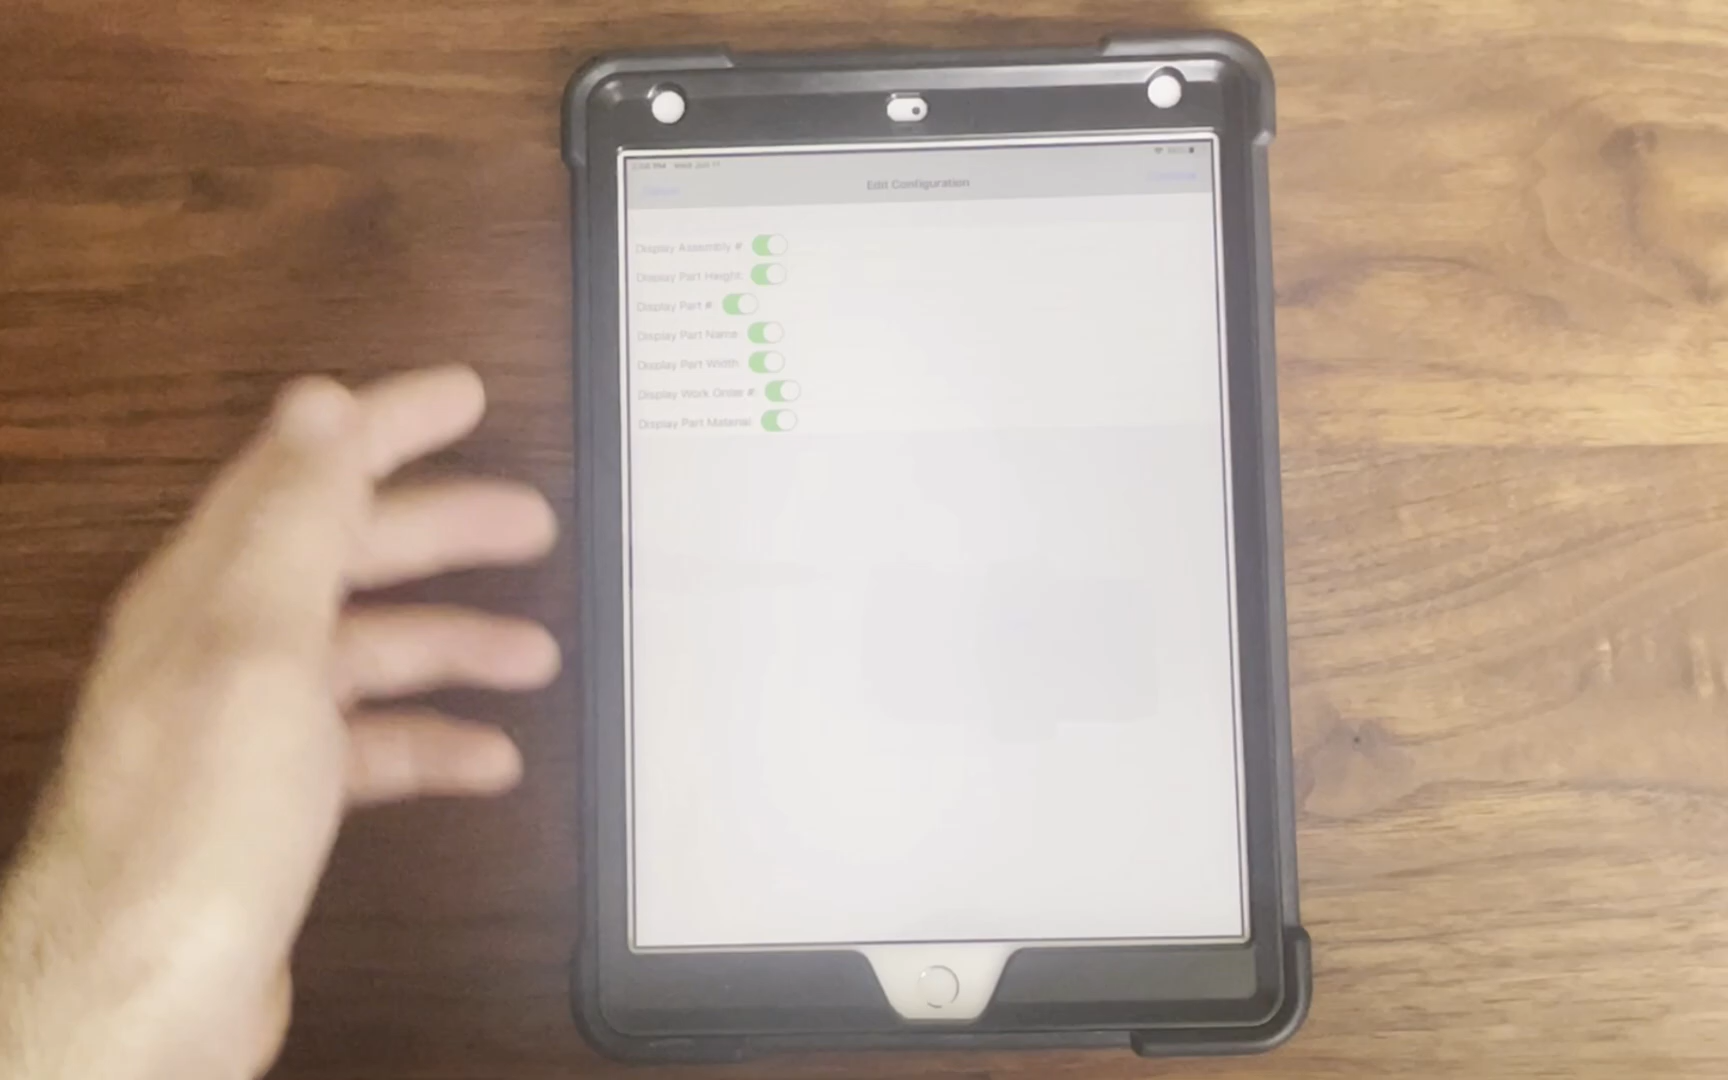 Edit Configuration
Display Assembly #
Display Part Height
Display Part #
Display Part Name
Display Part Width
Display Work Order #
Display Part Material